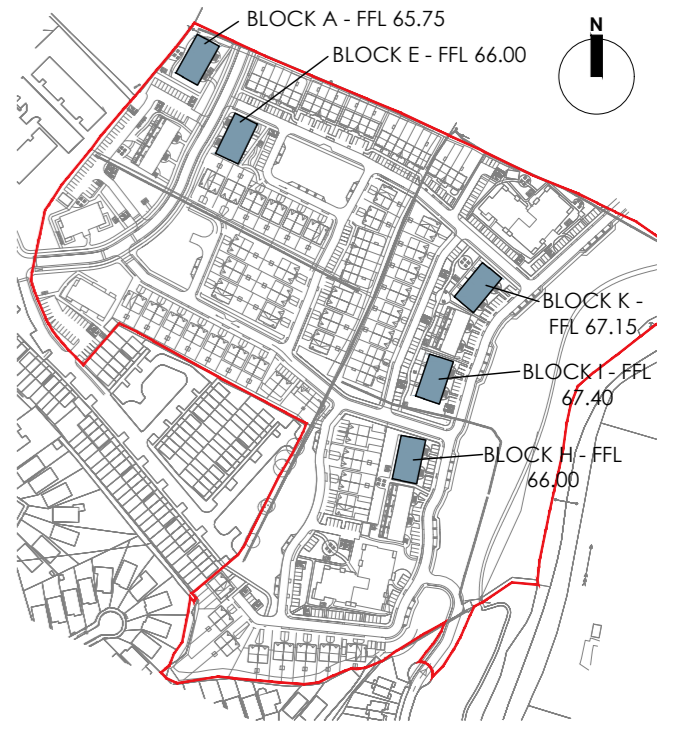 BLOCK A - FFL 65.75
N
BLOCK E - FFL 66.00
BLOCK K -
FFL 67.15
BLOCK I - FFL
67.40
BLOCK H - FFL
66.00